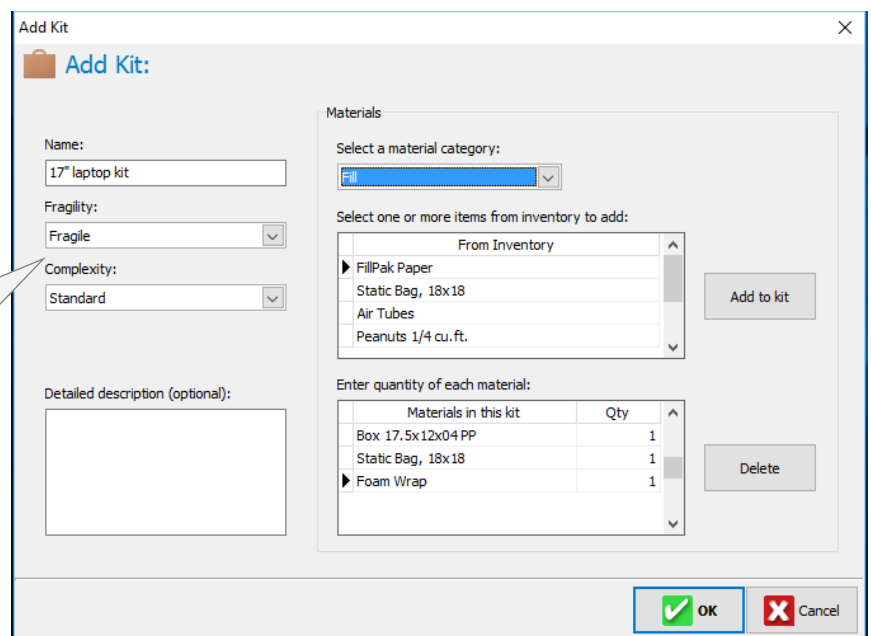 Add Kit
Add Kit:
Name:
17" laptop kit
Fragility:
Fragile
Complexity:
Standard
Detailed description (optional):
Materials
Select a material category:
Fill
Select one or more items from inventory to add:
From Inventory
FillPak Paper
Static Bag, 18x18
Air Tubes
Peanuts 1/4 cu.ft.
Add to kit
Enter quantity of each material:
Materials in this kit Qty
Box 17.5x12x04 PP 1
Static Bag, 18x18 1
Foam Wrap 1
Delete
OK
Cancel